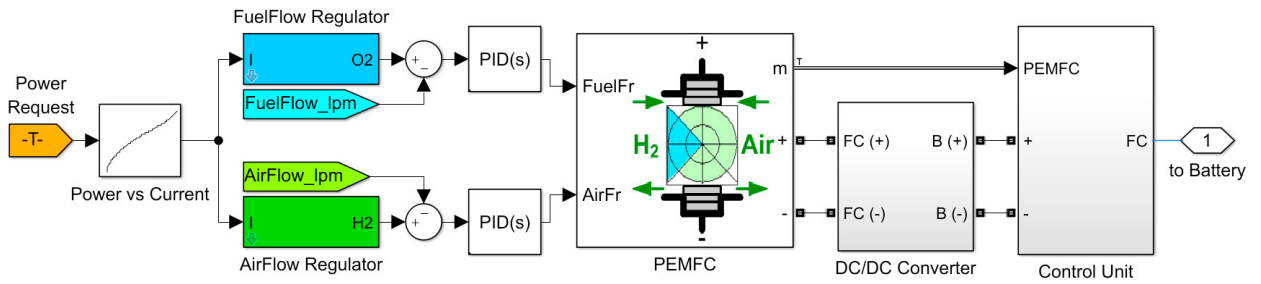 FuelFlow Regulator
I
O2
+
−
PID(s)
FuelFlow_lpm
Power
Request
-T-
Power vs Current
AirFlow_lpm
−
+
I
H2
PID(s)
AirFlow Regulator
FuelFr
AirFr
+
H2
Air
-
m
T
+
-
PEMFC
FC (+)
B (+)
FC (-)
B (-)
DC/DC Converter
PEMFC
+
-
FC
Control Unit
1
to Battery